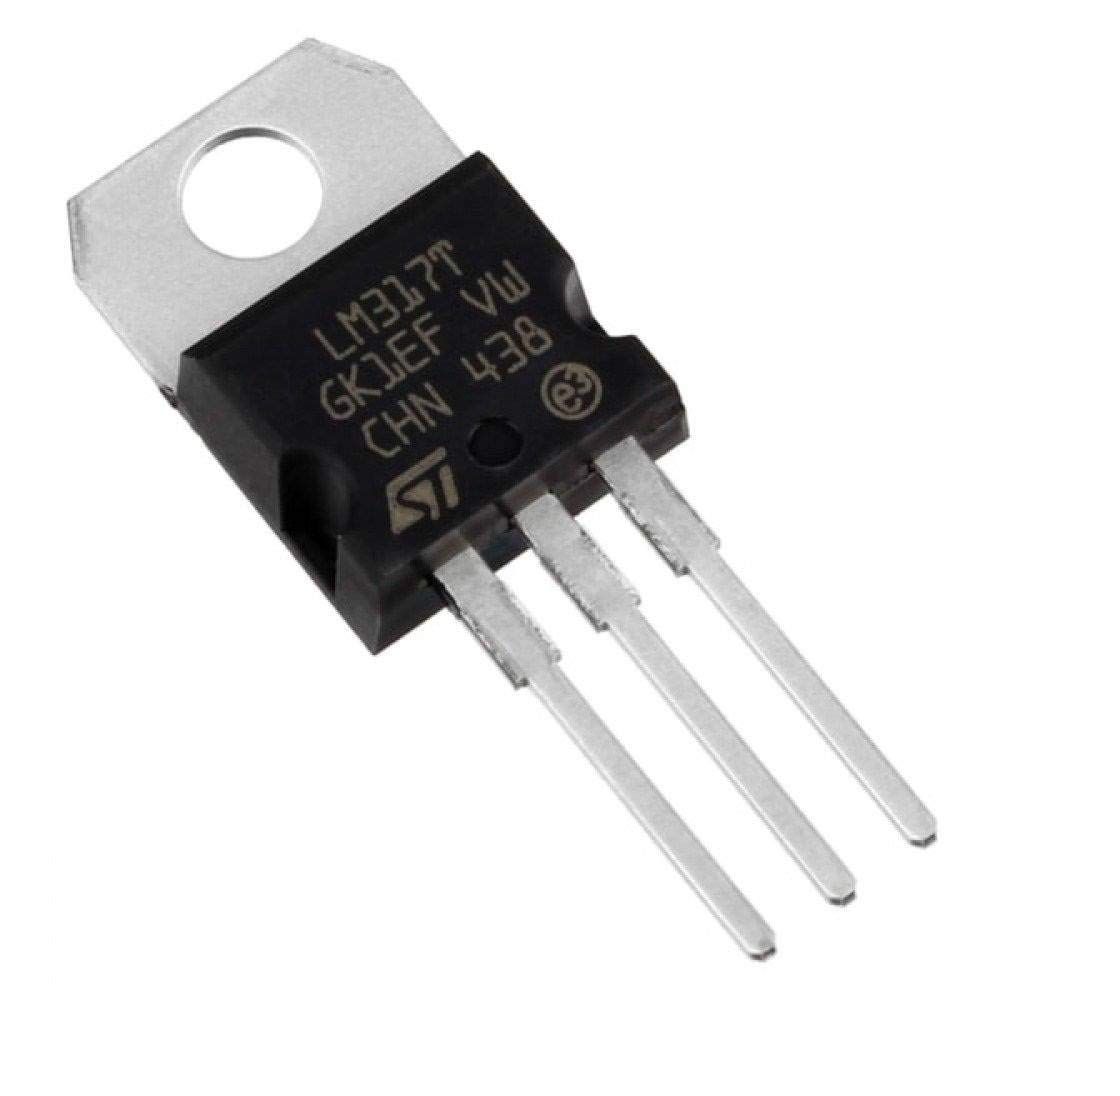 LM317T
GK1EF VW
CHN 438
ST e3